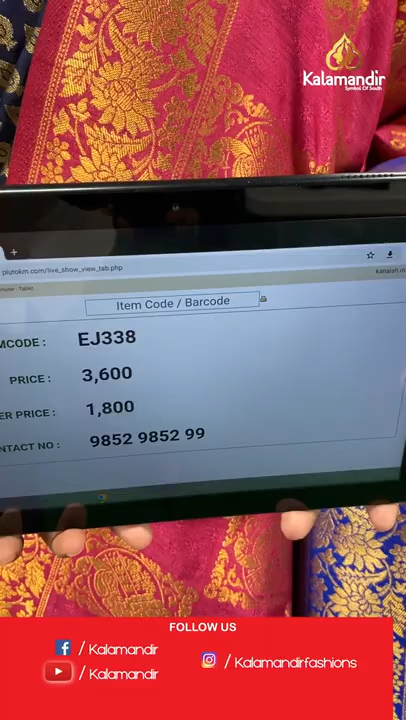 Kalamandir
Symbol Of South
plutokm.com/live_show_view_tab.php
Item Code / Barcode
MCODE : EJ338
PRICE : 3,600
ER PRICE : 1,800
NTACT NO : 9852 9852 99
FOLLOW US
/ Kalamandir
/ Kalamandir
/ Kalamandirfashions